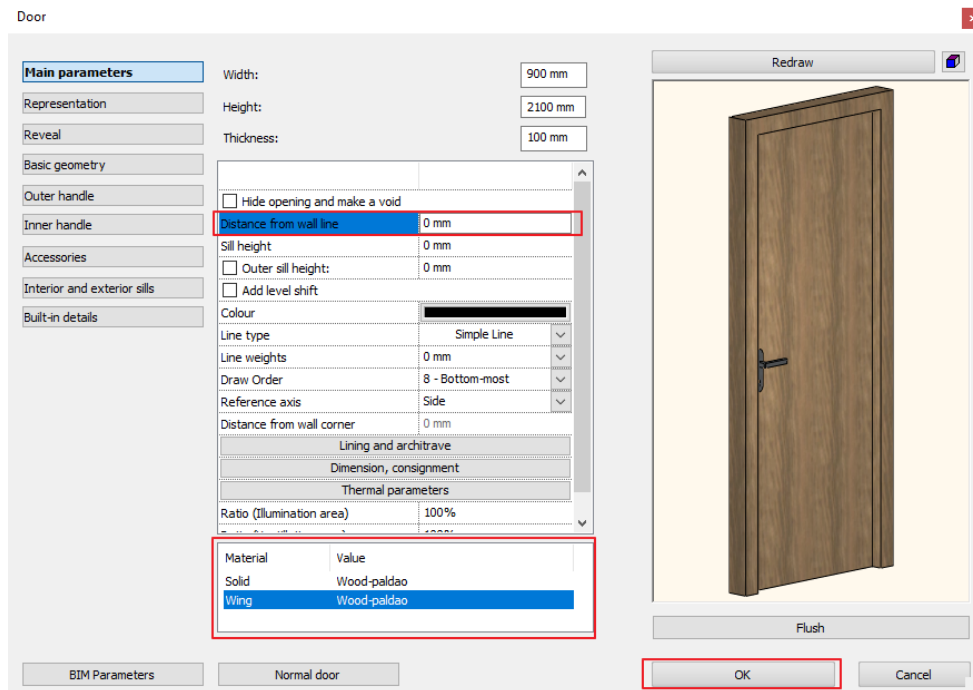 Door
x
Main parameters
Representation
Reveal
Basic geometry
Outer handle
Inner handle
Accessories
Interior and exterior sills
Built-in details
Width: 900 mm
Height: 2100 mm
Thickness: 100 mm
Hide opening and make a void
Distance from wall line 0 mm
Sill height 0 mm
Outer sill height: 0 mm
Add level shift
Colour
Line type Simple Line
Line weights 0 mm
Draw Order 8 - Bottom-most
Reference axis Side
Distance from wall corner 0 mm
Lining and architrave
Dimension, consignment
Thermal parameters
Ratio (Illumination area) 100%
Material Value
Solid Wood-paldao
Wing Wood-paldao
Redraw
Flush
BIM Parameters
Normal door
OK
Cancel